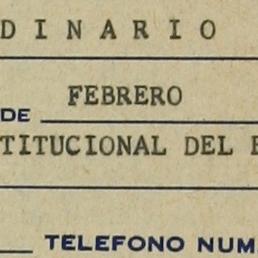 DINARIO
FEBRERO
DE
TITUCIONAL DEL
TELEFONO NUM